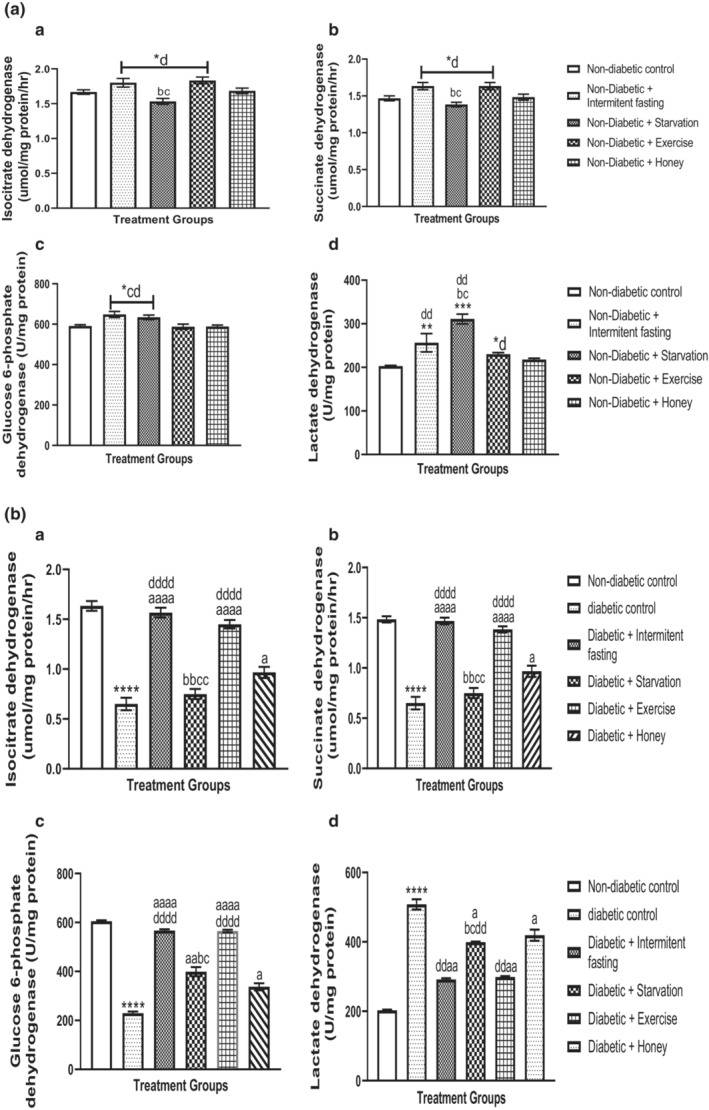 (a)
a
Isocitrate dehydrogenase
(umol/mg protein/hr)
2.0
1.5
1.0
0.5
0.0
*d
bc
Treatment Groups
b
Succinate dehydrogenase
(umol/mg protein/hr)
2.0
1.5
1.0
0.5
0.0
*d
bc
Treatment Groups
Non-diabetic control
Non-Diabetic +
Intermitent fasting
Non-Diabetic + Starvation
Non-Diabetic + Exercise
Non-Diabetic + Honey
c
Glucose 6-phosphate
dehydrogenase (U/mg protein)
800
600
400
200
0
*cd
Treatment Groups
d
Lactate dehydrogenase
(U/mg protein)
400
300
200
100
0
dd
**
dd
bc
***
*d
Treatment Groups
Non-diabetic control
Non-Diabetic +
Intermitent fasting
Non-Diabetic + Starvation
Non-Diabetic + Exercise
Non-Diabetic + Honey
(b)
a
Isocitrate dehydrogenase
(umol/mg protein/hr)
2.0
1.5
1.0
0.5
0.0
****
dddd
aaaa
bbcc
dddd
aaaa
a
Treatment Groups
b
Succinate dehydrogenase
(umol/mg protein/hr)
2.0
1.5
1.0
0.5
0.0
****
dddd
aaaa
bbcc
dddd
aaaa
a
Treatment Groups
Non-diabetic control
diabetic control
Diabetic + Intermitent
fasting
Diabetic + Starvation
Diabetic + Exercise
Diabetic + Honey
c
Glucose 6-phosphate
dehydrogenase (U/mg protein)
800
600
400
200
0
****
aaaa
dddd
aabc
aaaa
dddd
a
Treatment Groups
d
Lactate dehydrogenase
(U/mg protein)
600
400
200
0
****
ddaa
a
bcdd
ddaa
a
Treatment Groups
Non-diabetic control
diabetic control
Diabetic + Intermitent
fasting
Diabetic + Starvation
Diabetic + Exercise
Diabetic + Honey